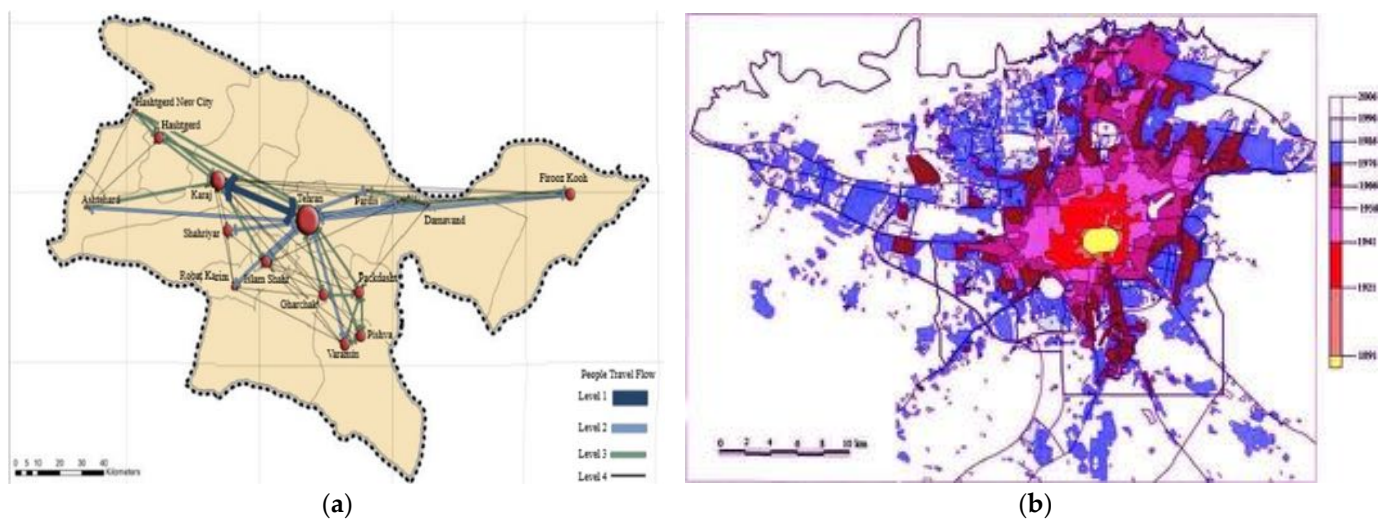 Hashtgerd New City
Hashtgerd
Karaj
Tehran
Ashtehard
Pardis
Damavand
Firooz Kooh
Shahriyar
Robat Karim
Islam Shahr
Packdasht
Gharchak
Pishva
Varamin
People Travel Flow
Level 1
Level 2
Level 3
Level 4
0 5 10 20 30 40
Kilometers
(a)
2006
1996
1986
1976
1966
1956
1941
1921
1891
0 2 4 6 8 10 km
(b)